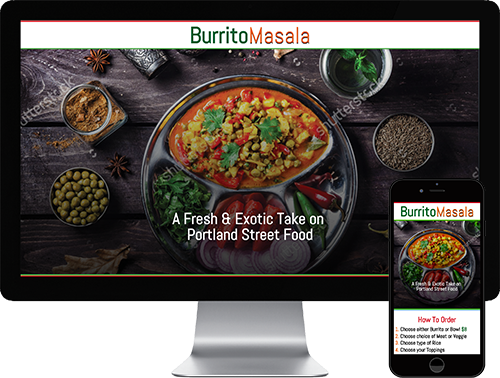 BurritoMasala
shutterstock
shutterstock
A Fresh & Exotic Take on
Portland Street Food
BurritoMasala
A Fresh & Exotic Take on
Portland Street Food
How To Order
1. Choose either Burrito or Bowl $8
2. Choose choice of Meat or Veggie
3. Choose type of Rice
4. Choose your Toppings